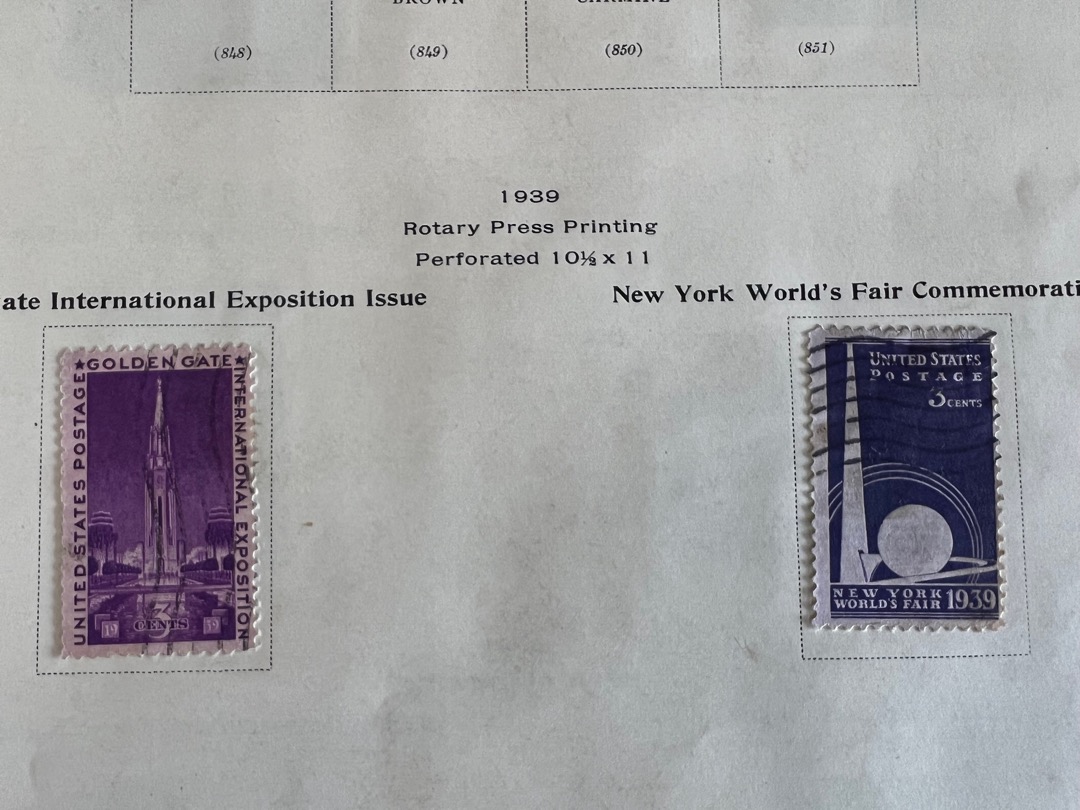 (848) (849) (850) (851)
1939
Rotary Press Printing
Perforated 10½ x 11
ate International Exposition Issue
New York World's Fair Commemorati
★GOLDEN GATE★
UNITED STATES POSTAGE
INTERNATIONAL EXPOSITION
19 3 39
CENTS
UNITED STATES
POSTAGE
3 CENTS
NEW YORK
WORLD'S FAIR 1939